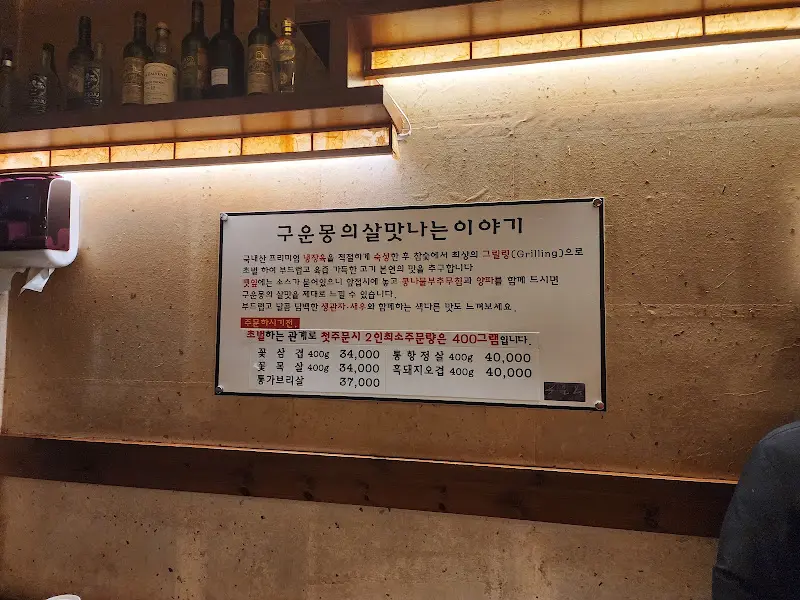 구운몽의살맛나는이야기
국내산 프리미엄 냉장육을 적절하게 숙성한 후 참숯에서 최상의 그릴링(Grilling)으로
초벌 하여 부드럽고 육즙 가득한 고기 본연의 맛을 추구합니다
깻잎에는 소스가 묻어있으니 앞접시에 놓고 콩나물부추무침과 양파를 함께 드시면
구운몽의 살맛을 제대로 느낄 수 있습니다.
부드럽고 달콤 담백한 생관자·새우와 함께하는 색다른 맛도 느껴보세요.
주문하시기전,
초벌하는 관계로 첫주문시 2인최소주문량은 400그램입니다.
꽃 삼 겹 400g 34,000 통항정살 400g 40,000
꽃 목 살 400g 34,000 흑돼지오겹 400g 40,000
통가브리살 37,000